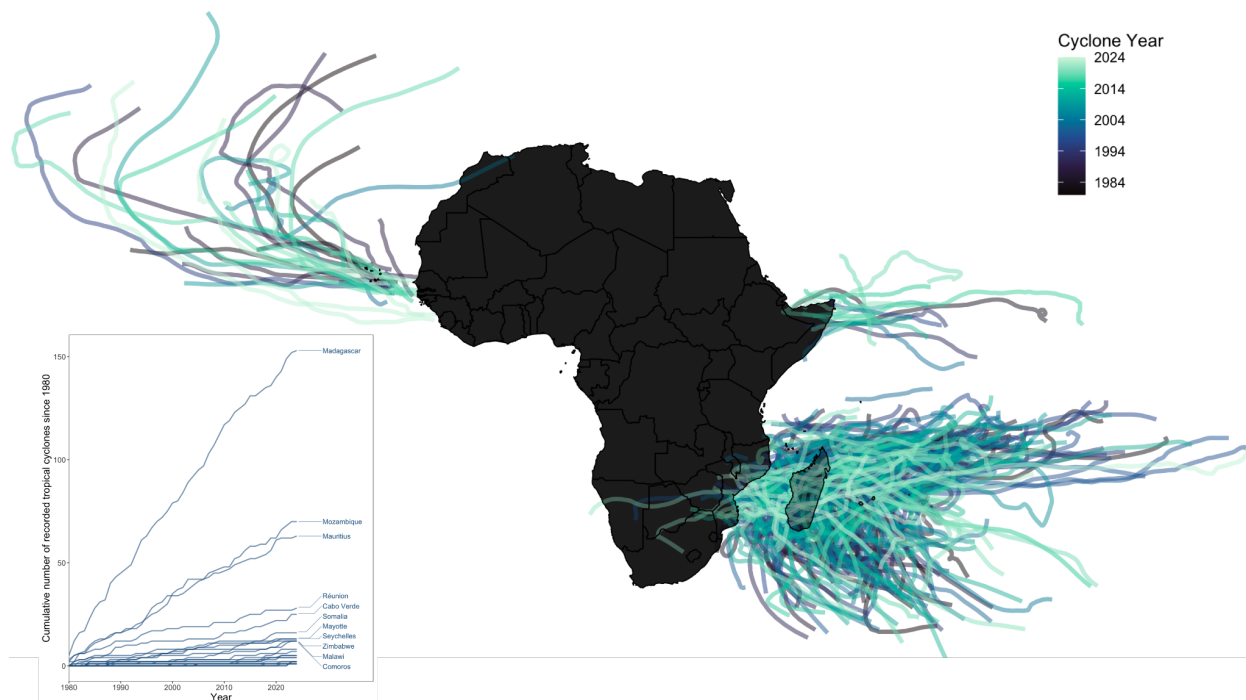 Cyclone Year
2024
2014
2004
1994
1984
Cumulative number of recorded tropical cyclones since 1980
150
100
50
0
1980
1990
2000
2010
2020
Year
Madagascar
Mozambique
Mauritius
Réunion
Cabo Verde
Somalia
Mayotte
Seychelles
Zimbabwe
Malawi
Comoros